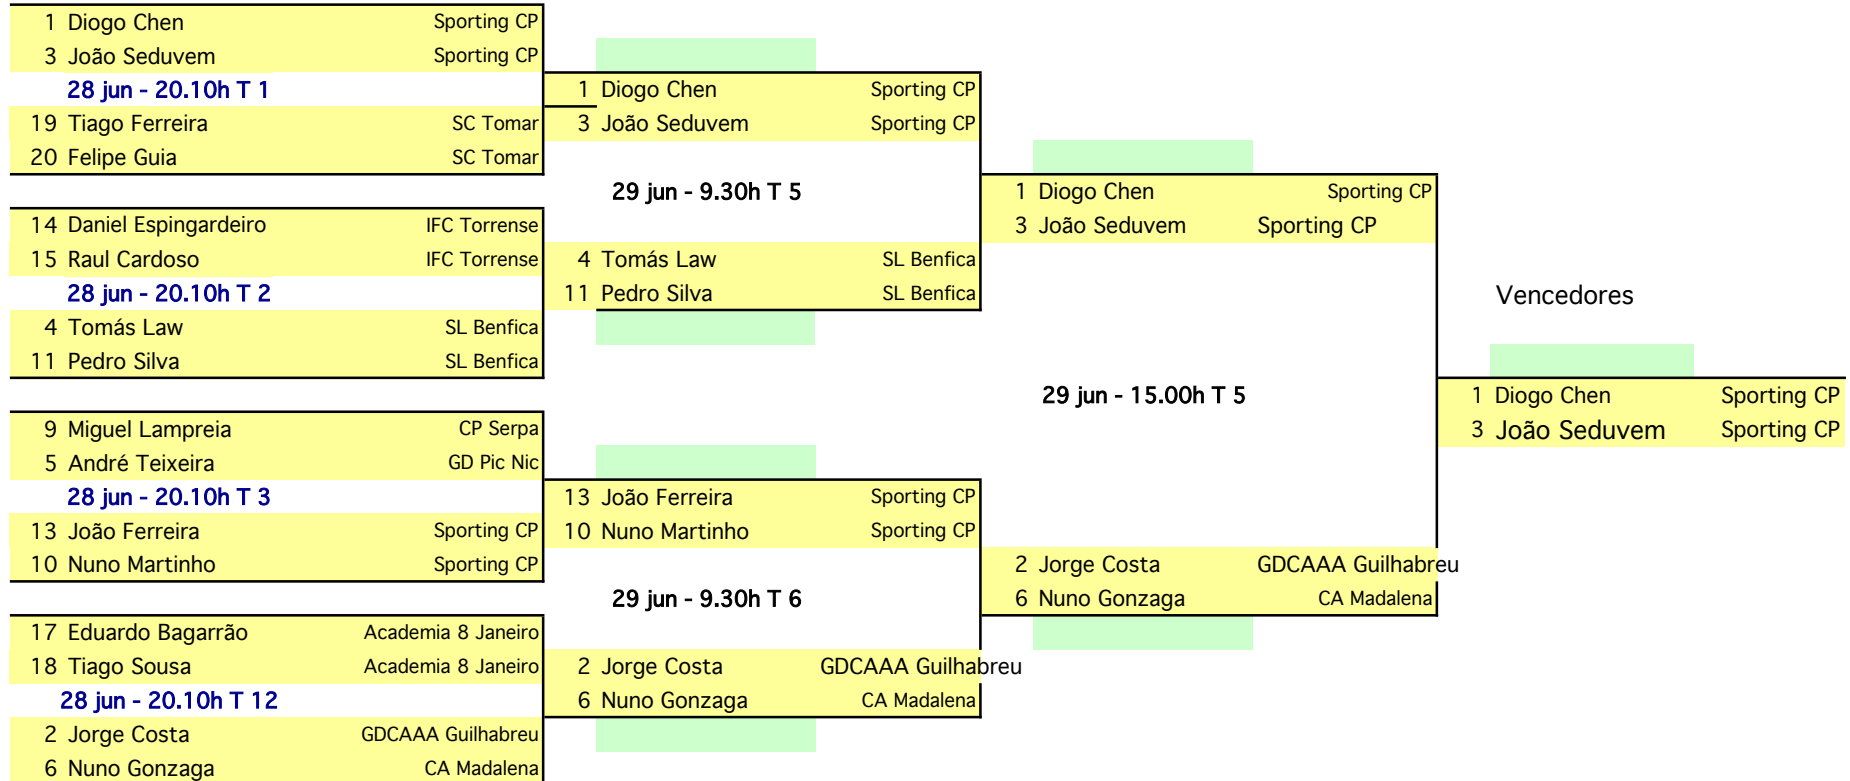 1 Diogo Chen Sporting CP
3 João Seduvem Sporting CP
28 jun - 20.10h T 1
19 Tiago Ferreira SC Tomar
20 Felipe Guia SC Tomar
14 Daniel Espingardeiro IFC Torrense
15 Raul Cardoso IFC Torrense
28 jun - 20.10h T 2
4 Tomás Law SL Benfica
11 Pedro Silva SL Benfica
9 Miguel Lampreia CP Serpa
5 André Teixeira GD Pic Nic
28 jun - 20.10h T 3
13 João Ferreira Sporting CP
10 Nuno Martinho Sporting CP
17 Eduardo Bagarrão Academia 8 Janeiro
18 Tiago Sousa Academia 8 Janeiro
28 jun - 20.10h T 12
2 Jorge Costa GDCAAA Guilhabreu
6 Nuno Gonzaga CA Madalena
1 Diogo Chen Sporting CP
3 João Seduvem Sporting CP
29 jun - 9.30h T 5
4 Tomás Law SL Benfica
11 Pedro Silva SL Benfica
13 João Ferreira Sporting CP
10 Nuno Martinho Sporting CP
29 jun - 9.30h T 6
2 Jorge Costa GDCAAA Guilhabreu
6 Nuno Gonzaga CA Madalena
1 Diogo Chen Sporting CP
3 João Seduvem Sporting CP
29 jun - 15.00h T 5
2 Jorge Costa GDCAAA Guilhabreu
6 Nuno Gonzaga CA Madalena
Vencedores
1 Diogo Chen Sporting CP
3 João Seduvem Sporting CP